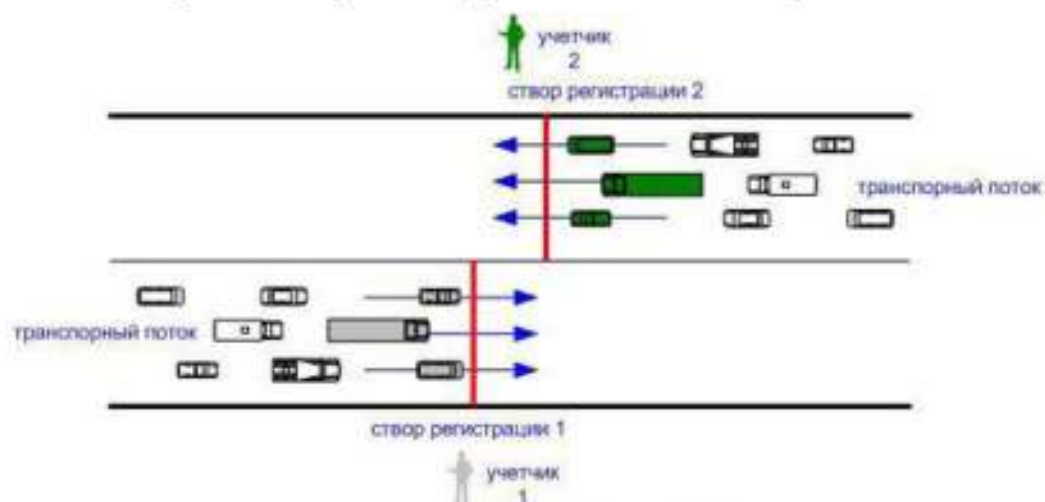 учетчик
2
створ регистрации 2
транспорный поток
транспорный поток
створ регистрации 1
учетчик
1